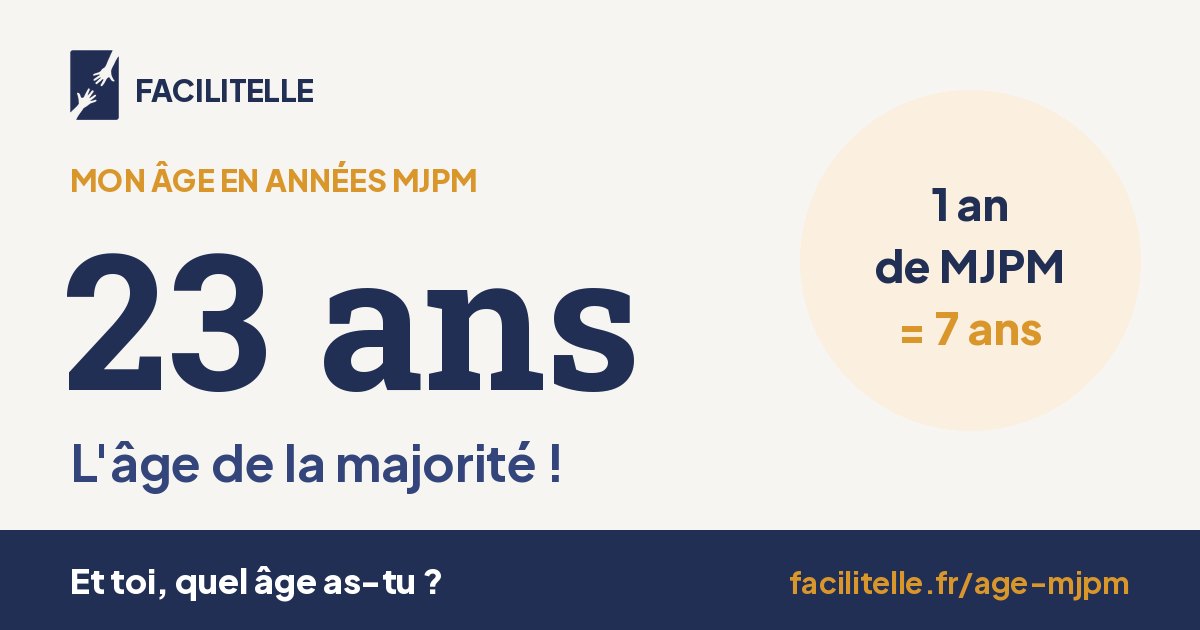 FACILITELLE
MON ÂGE EN ANNÉES MJPM
23 ans
L'âge de la majorité !
1 an
de MJPM
= 7 ans
Et toi, quel âge as-tu ?
facilitelle.fr/age-mjpm